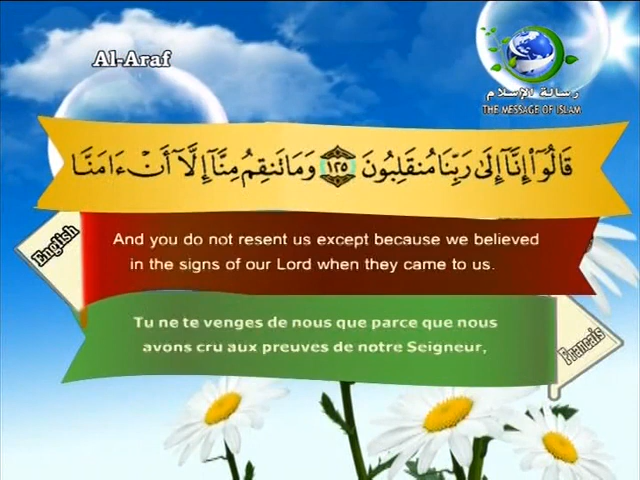 Al-Araf
رسالة الإسلام
THE MESSAGE OF ISLAM
قَالُوٓا۟ إِنَّآ إِلَىٰ رَبِّنَا مُنقَلِبُونَ ١٢٥ وَمَا تَنقِمُ مِنَّآ إِلَّآ أَنْ ءَامَنَّا
English
And you do not resent us except because we believed
in the signs of our Lord when they came to us.
Tu ne te venges de nous que parce que nous
avons cru aux preuves de notre Seigneur,
Francais